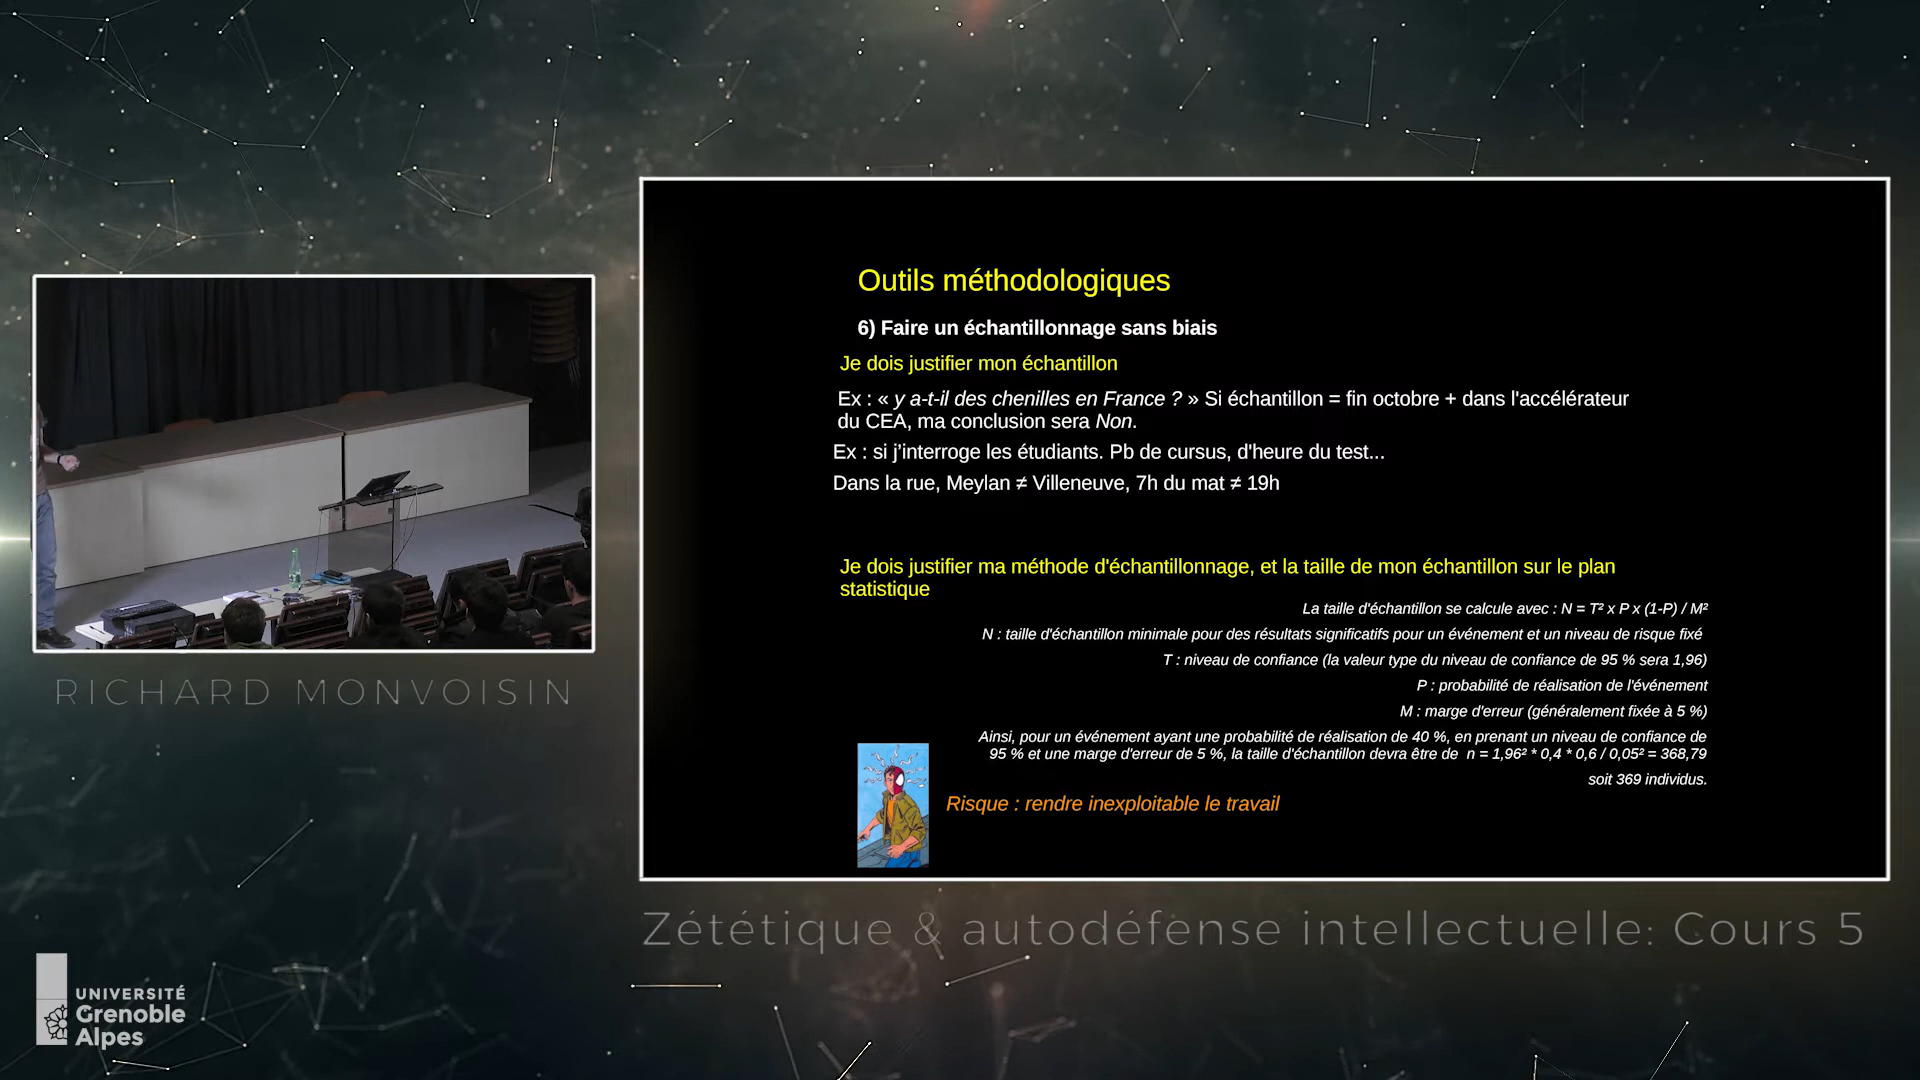 Outils méthodologiques
6) Faire un échantillonnage sans biais
Je dois justifier mon échantillon
Ex : « y a-t-il des chenilles en France ? » Si échantillon = fin octobre + dans l'accélérateur
du CEA, ma conclusion sera Non.
Ex : si j’interroge les étudiants. Pb de cursus, d'heure du test...
Dans la rue, Meylan ≠ Villeneuve, 7h du mat ≠ 19h
Je dois justifier ma méthode d'échantillonnage, et la taille de mon échantillon sur le plan
statistique
La taille d'échantillon se calcule avec : N = T² x P x (1-P) / M²
N : taille d'échantillon minimale pour des résultats significatifs pour un événement et un niveau de risque fixé
T : niveau de confiance (la valeur type du niveau de confiance de 95 % sera 1,96)
P : probabilité de réalisation de l'événement
M : marge d'erreur (généralement fixée à 5 %)
Ainsi, pour un événement ayant une probabilité de réalisation de 40 %, en prenant un niveau de confiance de
95 % et une marge d'erreur de 5 %, la taille d'échantillon devra être de n = 1,96² * 0,4 * 0,6 / 0,05² = 368,79
soit 369 individus.
Risque : rendre inexploitable le travail
RICHARD MONVOISIN
Zététique & autodéfense intellectuelle: Cours 5
UNIVERSITÉ
Grenoble
Alpes